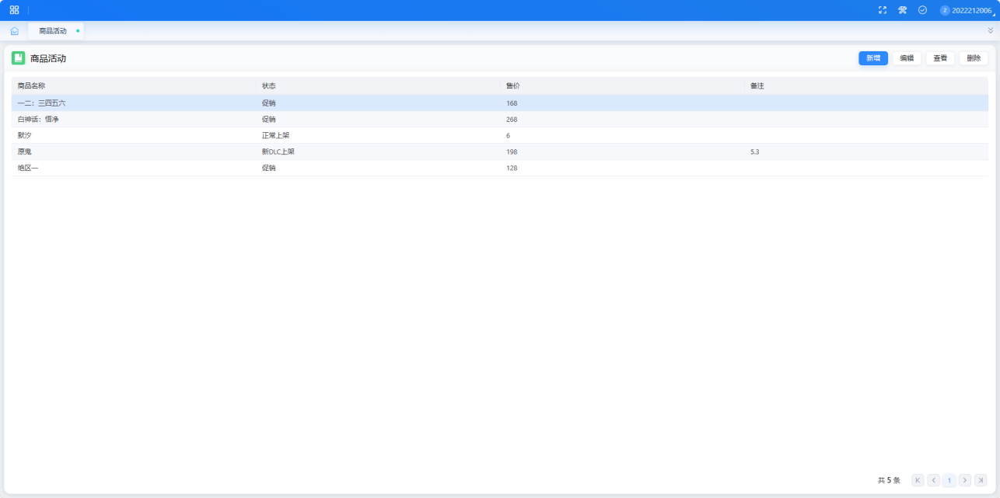 2 2022212006
商品活动
商品活动 新增 编辑 查看 删除
商品名称 状态 售价 备注
一二：三四五六 促销 168
白神话：悟净 促销 268
默汐 正常上架 6
原鬼 新DLC上架 198 5.3
绝区一 促销 128
共 5 条 1